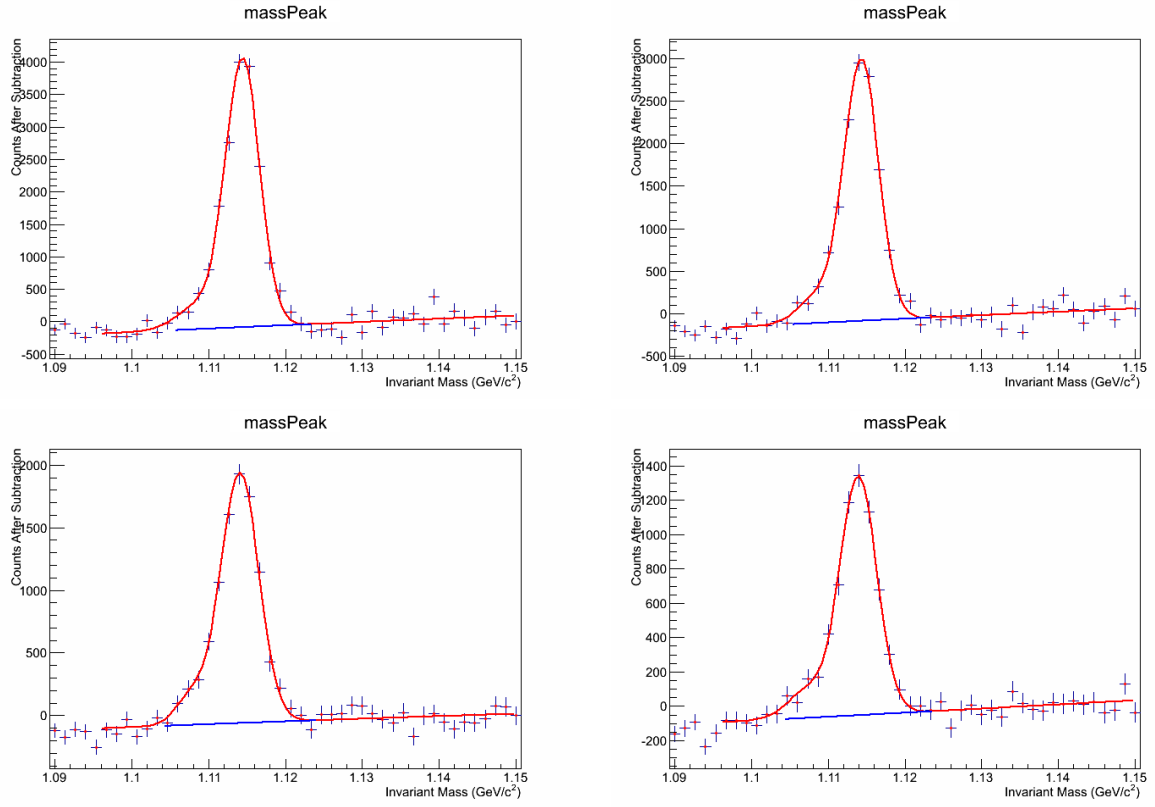 massPeak
Counts After Subtraction
4000
3500
3000
2500
2000
1500
1000
500
0
-500
1.09 1.1 1.11 1.12 1.13 1.14 1.15
Invariant Mass (GeV/c²)
massPeak
Counts After Subtraction
3000
2500
2000
1500
1000
500
0
-500
1.09 1.1 1.11 1.12 1.13 1.14 1.15
Invariant Mass (GeV/c²)
massPeak
Counts After Subtraction
2000
1500
1000
500
0
1.09 1.1 1.11 1.12 1.13 1.14 1.15
Invariant Mass (GeV/c²)
massPeak
Counts After Subtraction
1400
1200
1000
800
600
400
200
0
-200
1.09 1.1 1.11 1.12 1.13 1.14 1.15
Invariant Mass (GeV/c²)